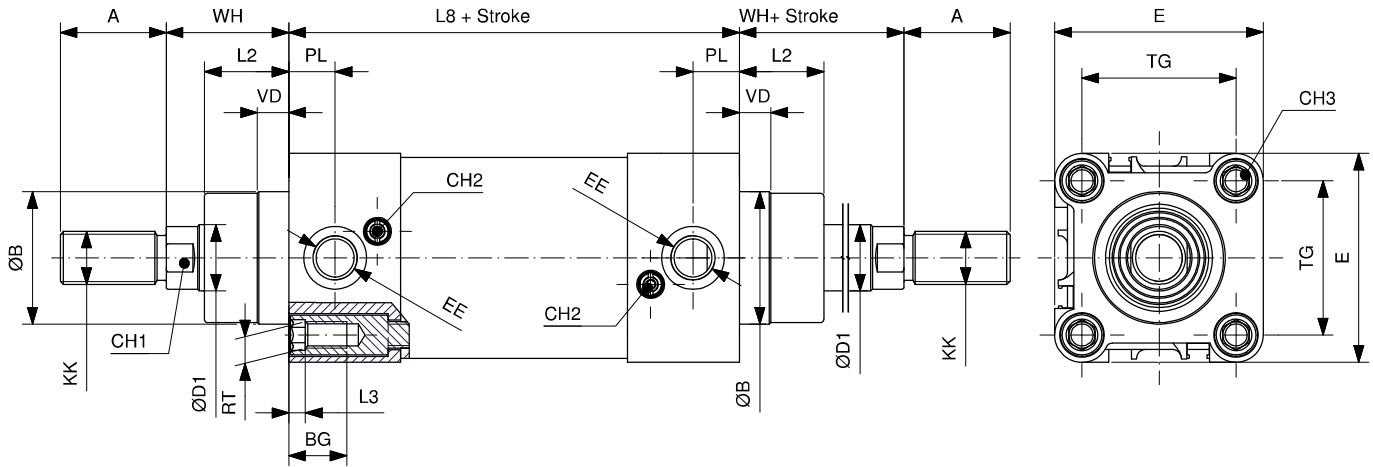 A
WH
L8 + Stroke
WH+ Stroke
A
E
L2
PL
PL
L2
TG
VD
VD
CH3
CH2
EE
EE
ØB
CH1
KK
ØD1
RT
L3
BG
CH2
ØB
ØD1
KK
TG
E